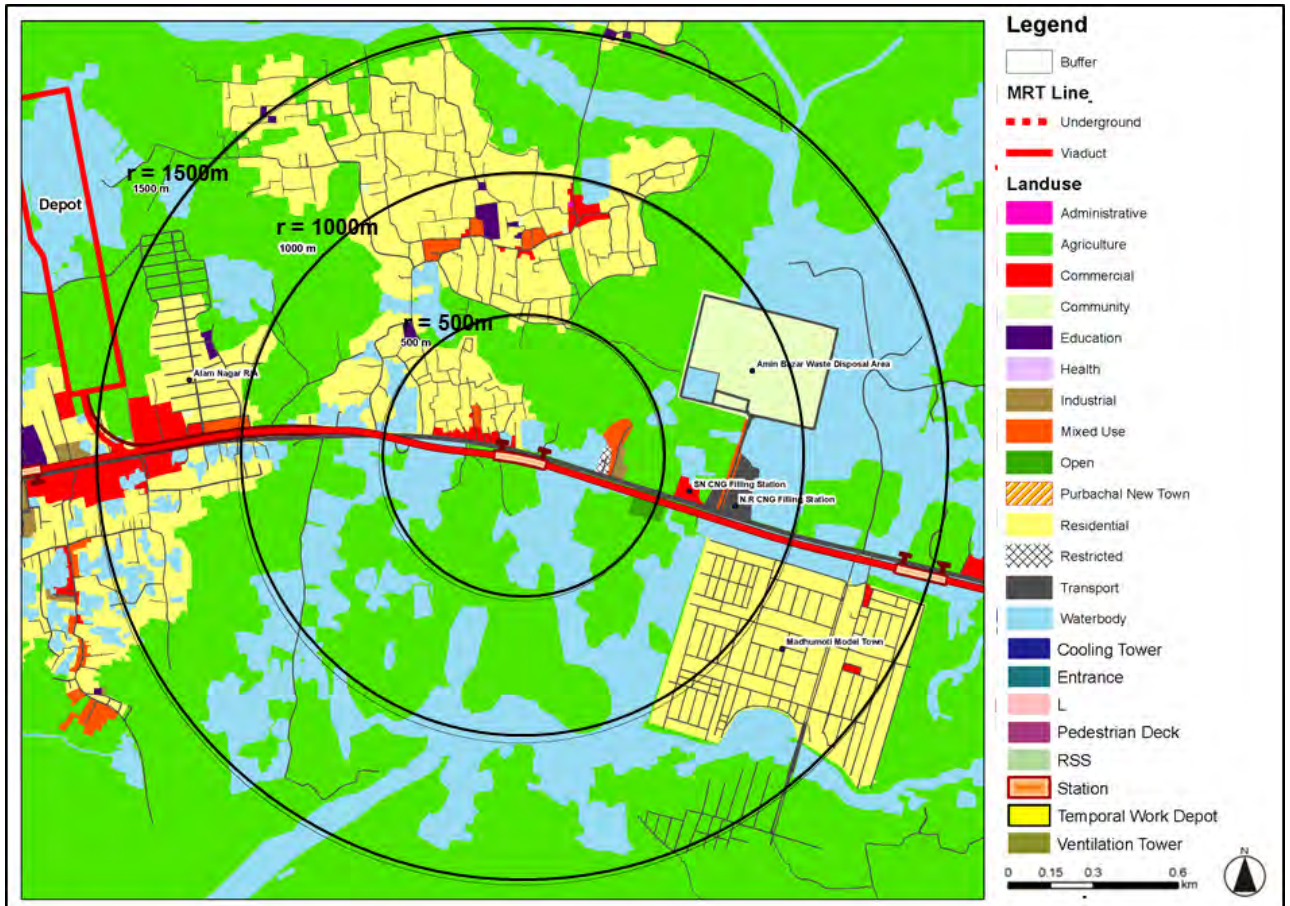 r = 1500m
1500 m
Depot
r = 1000m
1000 m
r = 500m
500 m
Alam Nagar R/A
Amin Bazar Waste Disposal Area
SN CNG Filling Station
N.R CNG Filling Station
Madhumoti Model Town
Legend
Buffer
MRT Line
Underground
Viaduct
Landuse
Administrative
Agriculture
Commercial
Community
Education
Health
Industrial
Mixed Use
Open
Purbachal New Town
Residential
Restricted
Transport
Waterbody
Cooling Tower
Entrance
L
Pedestrian Deck
RSS
Station
Temporal Work Depot
Ventilation Tower
N
0 0.15 0.3 0.6
km